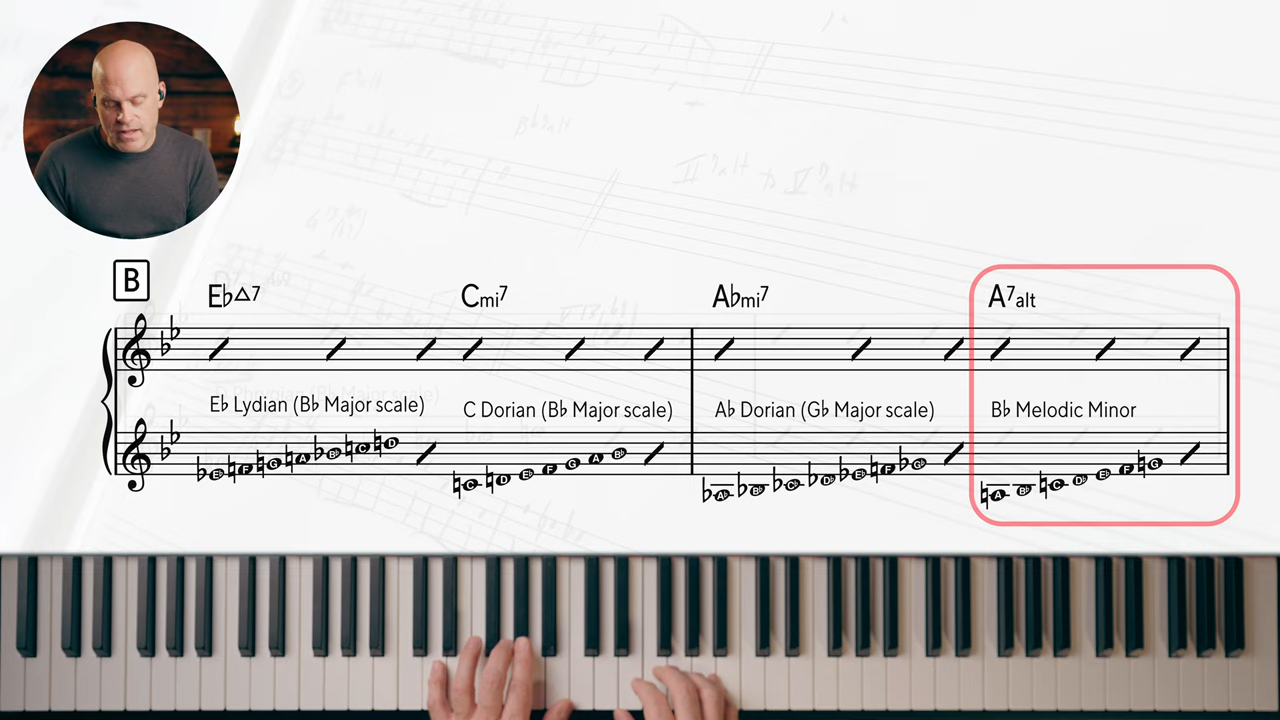 B
E♭△7 Cmi7 A♭mi7 A7alt
E♭ Lydian (B♭ Major scale) C Dorian (B♭ Major scale) A♭ Dorian (G♭ Major scale) B♭ Melodic Minor
E♭ F G A B♭ C D C D E♭ F G A B♭ A♭ B♭ C♭ D♭ E♭ F G♭ A B♭ C D♭ E♭ F G